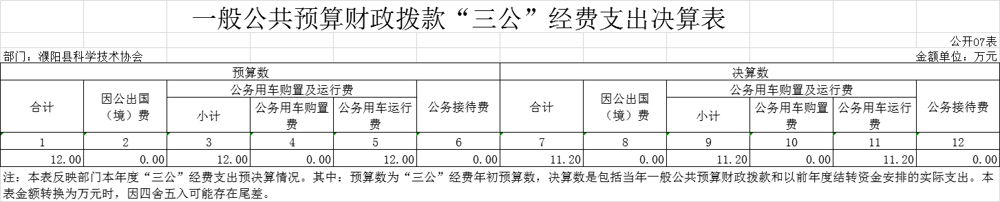 一般公共预算财政拨款“三公”经费支出决算表
公开07表
部门：濮阳县科学技术协会 金额单位：万元
预算数 决算数
合计 因公出国（境）费 公务用车购置及运行费 公务接待费 合计 因公出国（境）费 公务用车购置及运行费 公务接待费
小计 公务用车购置费 公务用车运行费 小计 公务用车购置费 公务用车运行费
1 2 3 4 5 6 7 8 9 10 11 12
12.00 0.00 12.00 0.00 12.00 0.00 11.20 0.00 11.20 0.00 11.20 0.00
注：本表反映部门本年度“三公”经费支出预决算情况。其中：预算数为“三公”经费年初预算数，决算数是包括当年一般公共预算财政拨款和以前年度结转资金安排的实际支出。本
表金额转换为万元时，因四舍五入可能存在尾差。